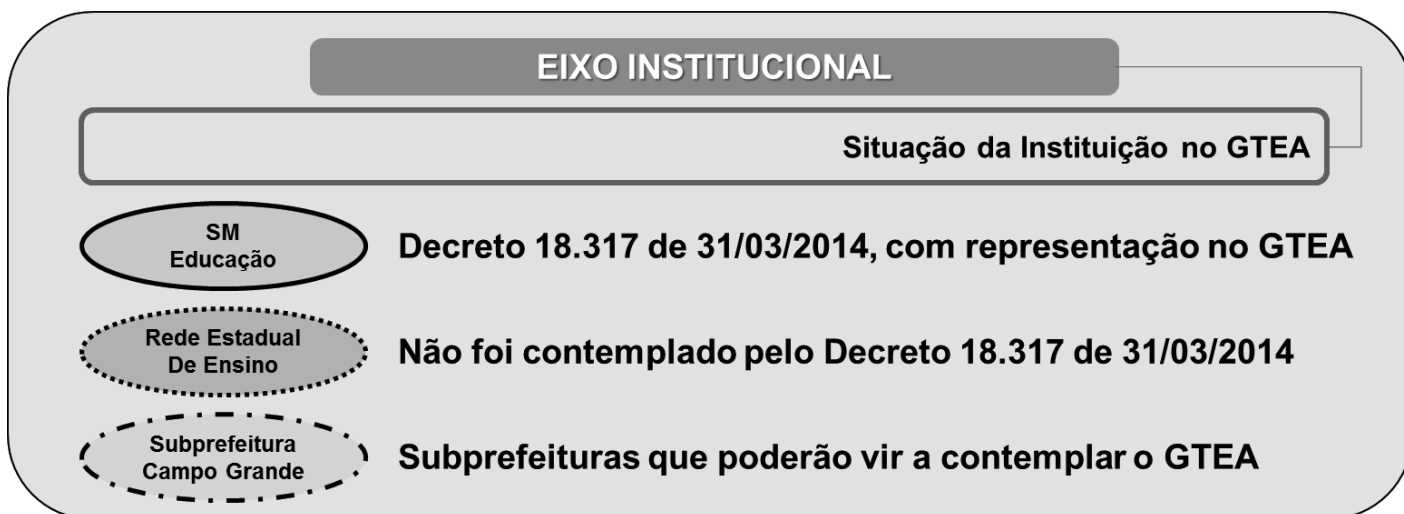 EIXO INSTITUCIONAL
Situação da Instituição no GTEA
SM
Educação
Decreto 18.317 de 31/03/2014, com representação no GTEA
Rede Estadual
De Ensino
Não foi contemplado pelo Decreto 18.317 de 31/03/2014
Subprefeitura
Campo Grande
Subprefeituras que poderão vir a contemplar o GTEA